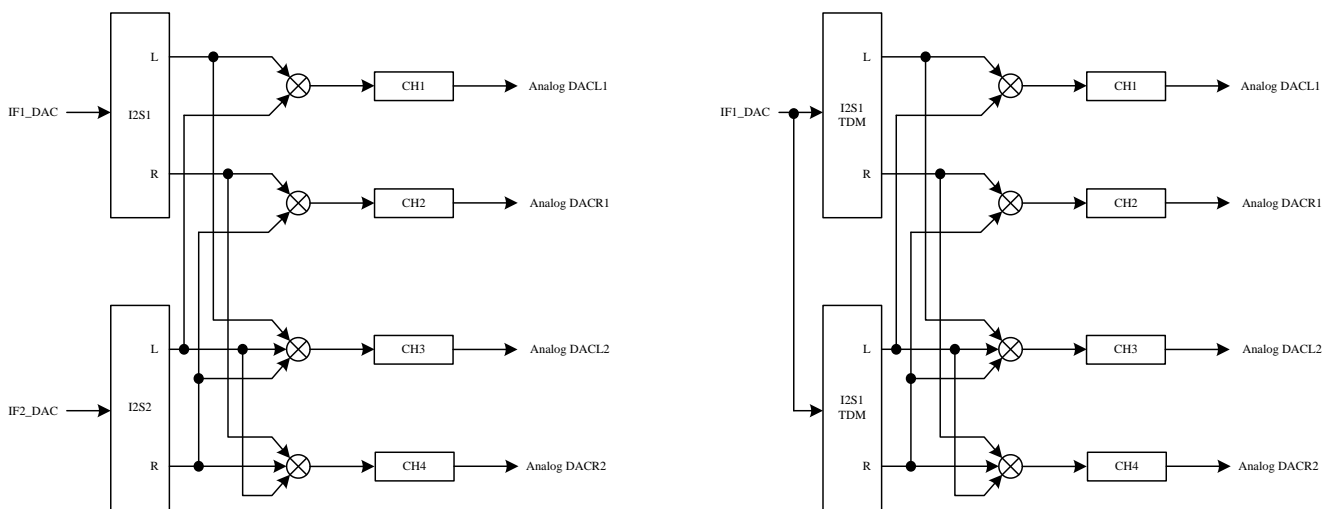 L
CH1
Analog DACL1
IF1_DAC
I2S1
R
CH2
Analog DACR1
L
CH3
Analog DACL2
IF2_DAC
I2S2
R
CH4
Analog DACR2
L
CH1
Analog DACL1
IF1_DAC
I2S1
TDM
R
CH2
Analog DACR1
L
CH3
Analog DACL2
I2S1
TDM
R
CH4
Analog DACR2